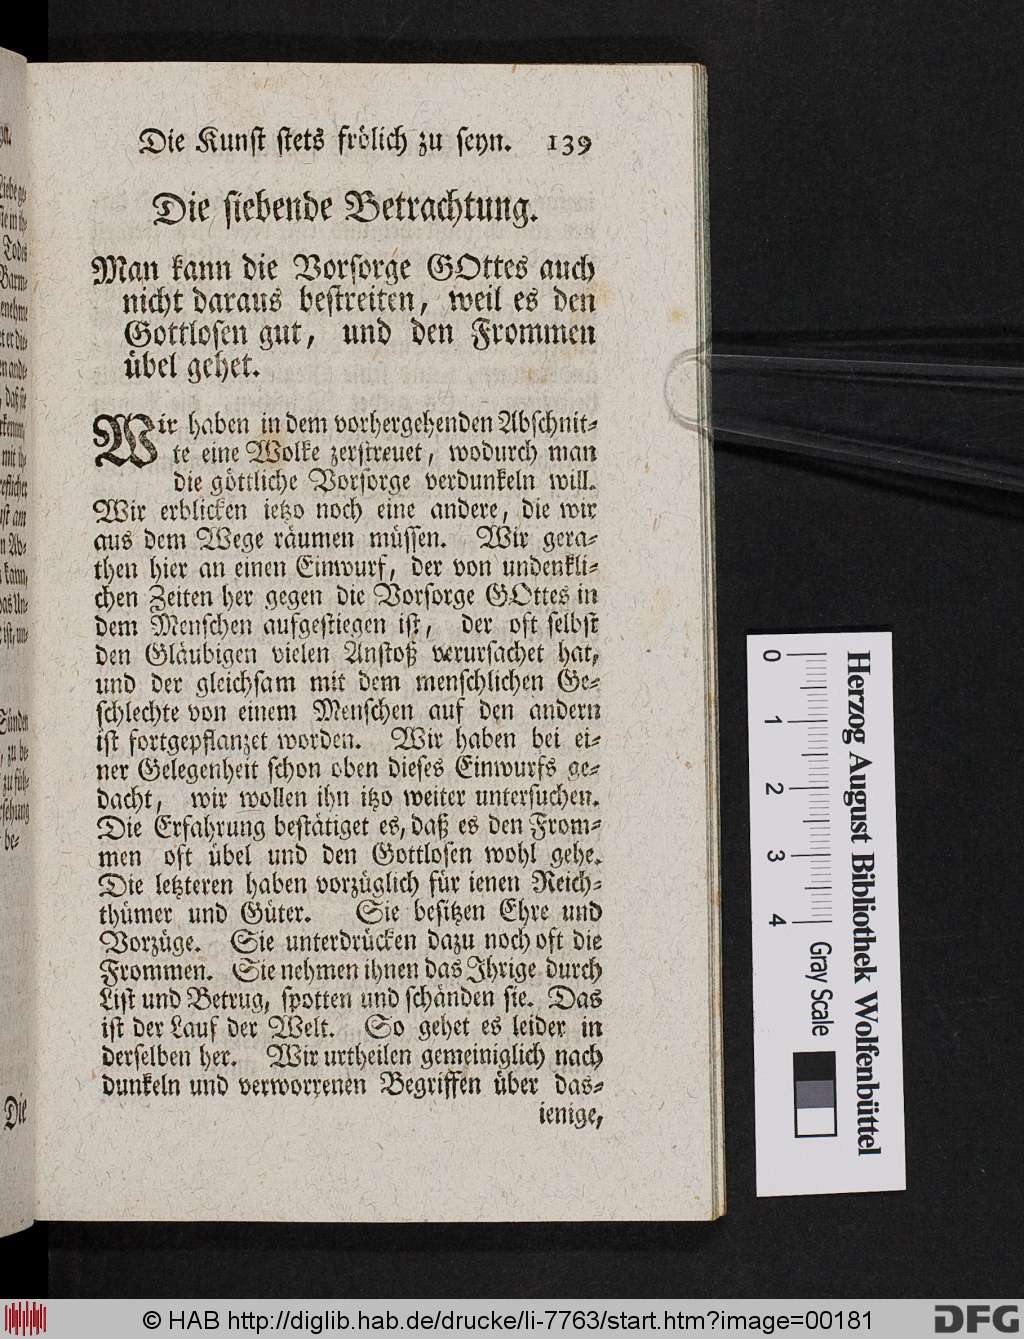 Die Kunst stets frölich zu seyn. 139
Die siebende Betrachtung.
Man kann die Vorsorge GOttes auch
nicht daraus bestreiten, weil es den
Gottlosen gut, und den Frommen
übel gehet.
Wir haben in dem vorhergehenden Abschnit-
te eine Wolke zerstreuet, wodurch man
die göttliche Vorsorge verdunkeln will.
Wir erblicken ietzo noch eine andere, die wir
aus dem Wege räumen müssen. Wir gera-
then hier an einen Einwurf, der von undenkli-
chen Zeiten her gegen die Vorsorge GOttes in
dem Menschen aufgestiegen ist, der oft selbst
den Gläubigen vielen Anstoß verursachet hat,
und der gleichsam mit dem menschlichen Ge-
schlechte von einem Menschen auf den andern
ist fortgepflanzet worden. Wir haben bei ei-
ner Gelegenheit schon oben dieses Einwurfs ge-
dacht, wir wollen ihn itzo weiter untersuchen.
Die Erfahrung bestätiget es, daß es den From-
men oft übel und den Gottlosen wohl gehe.
Die letzteren haben vorzüglich für ienen Reich-
thümer und Güter. Sie besitzen Ehre und
Vorzüge. Sie unterdrücken dazu noch oft die
Frommen. Sie nehmen ihnen das Ihrige durch
List und Betrug, spotten und schänden sie. Das
ist der Lauf der Welt. So gehet es leider in
derselben her. Wir urtheilen gemeiniglich nach
dunkeln und verworrenen Begriffen über das-
ienige,
Die
0 1 2 3 4 Gray Scale
Herzog August Bibliothek Wolfenbüttel
© HAB http://diglib.hab.de/drucke/li-7763/start.htm?image=00181
DFG